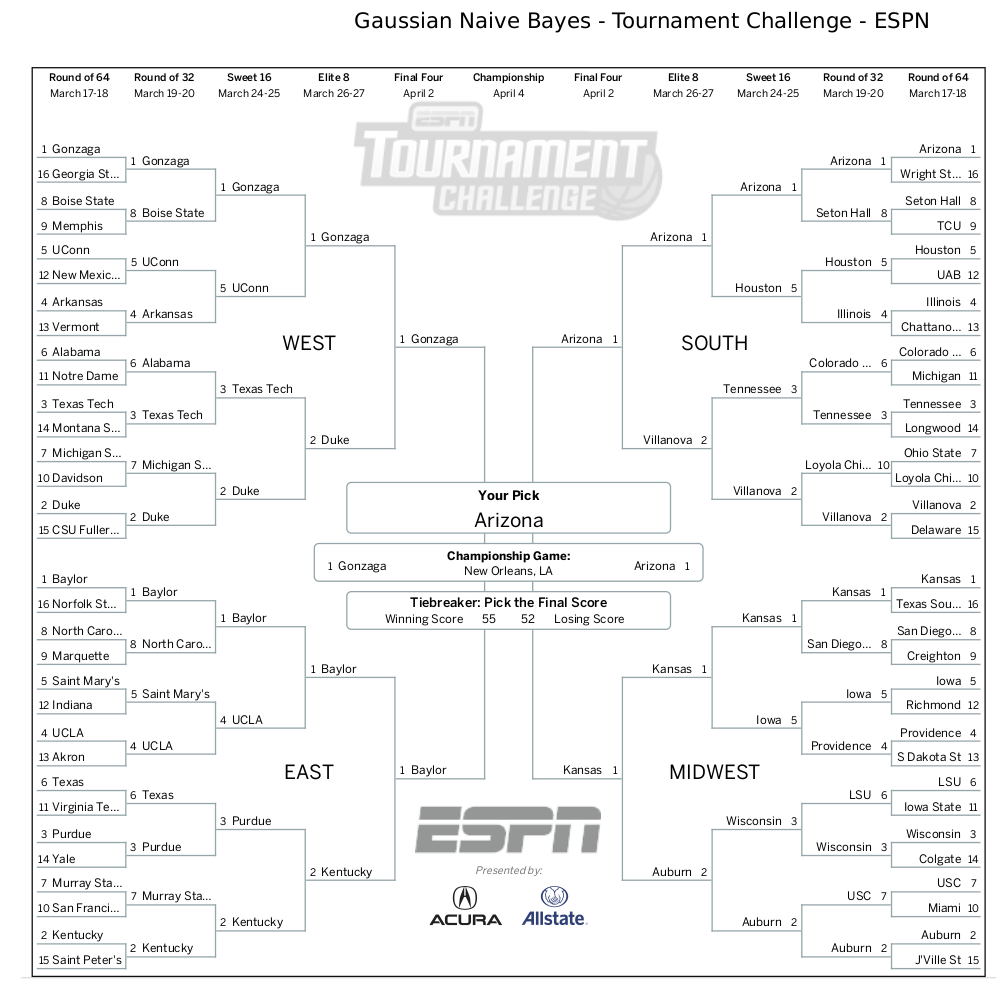 Gaussian Naive Bayes - Tournament Challenge - ESPN
Round of 64 Round of 32 Sweet 16 Elite 8 Final Four Championship Final Four Elite 8 Sweet 16 Round of 32 Round of 64
March 17-18 March 19-20 March 24-25 March 26-27 April 2 April 4 April 2 March 26-27 March 24-25 March 19-20 March 17-18
ESPN
TOURNAMENT
CHALLENGE
1 Gonzaga
16 Georgia St...
8 Boise State
9 Memphis
5 UConn
12 New Mexic...
4 Arkansas
13 Vermont
6 Alabama
11 Notre Dame
3 Texas Tech
14 Montana S...
7 Michigan S...
10 Davidson
2 Duke
15 CSU Fuller...
1 Gonzaga
8 Boise State
5 UConn
4 Arkansas
6 Alabama
3 Texas Tech
7 Michigan S...
2 Duke
1 Gonzaga
5 UConn
3 Texas Tech
2 Duke
1 Gonzaga
2 Duke
WEST
1 Gonzaga
Arizona 1
SOUTH
Arizona 1
Villanova 2
Arizona 1
Houston 5
Tennessee 3
Villanova 2
Arizona 1
Seton Hall 8
Houston 5
Illinois 4
Colorado ... 6
Tennessee 3
Loyola Chi... 10
Villanova 2
Arizona 1
Wright St... 16
Seton Hall 8
TCU 9
Houston 5
UAB 12
Illinois 4
Chattano... 13
Colorado ... 6
Michigan 11
Tennessee 3
Longwood 14
Ohio State 7
Loyola Chi... 10
Villanova 2
Delaware 15
Your Pick
Arizona
Championship Game:
New Orleans, LA
1 Gonzaga
Arizona 1
Tiebreaker: Pick the Final Score
Winning Score 55 52 Losing Score
1 Baylor
16 Norfolk St...
8 North Caro...
9 Marquette
5 Saint Mary's
12 Indiana
4 UCLA
13 Akron
6 Texas
11 Virginia Te...
3 Purdue
14 Yale
7 Murray Sta...
10 San Franci...
2 Kentucky
15 Saint Peter's
1 Baylor
8 North Caro...
5 Saint Mary's
4 UCLA
6 Texas
3 Purdue
7 Murray Sta...
2 Kentucky
1 Baylor
4 UCLA
3 Purdue
2 Kentucky
1 Baylor
2 Kentucky
EAST
1 Baylor
Kansas 1
MIDWEST
Kansas 1
Auburn 2
Kansas 1
Iowa 5
Wisconsin 3
Auburn 2
Kansas 1
San Diego... 8
Iowa 5
Providence 4
LSU 6
Wisconsin 3
USC 7
Auburn 2
Kansas 1
Texas Sou... 16
San Diego... 8
Creighton 9
Iowa 5
Richmond 12
Providence 4
S Dakota St 13
LSU 6
Iowa State 11
Wisconsin 3
Colgate 14
USC 7
Miami 10
Auburn 2
J'Ville St 15
ESPN
Presented by:
ACURA
Allstate